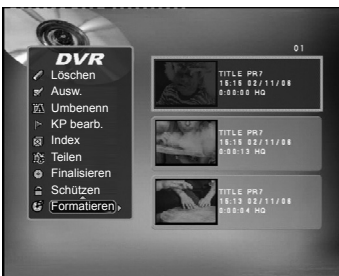 01
DVR
Löschen
Ausw.
Umbenenn
KP bearb.
Index
Teilen
Finalisieren
Schützen
Formatieren
TITLE PR7
15:15 02/11/06
0:00:00 HQ
TITLE PR7
15:15 02/11/06
0:00:13 HQ
TITLE PR7
15:13 02/11/06
0:00:04 HQ